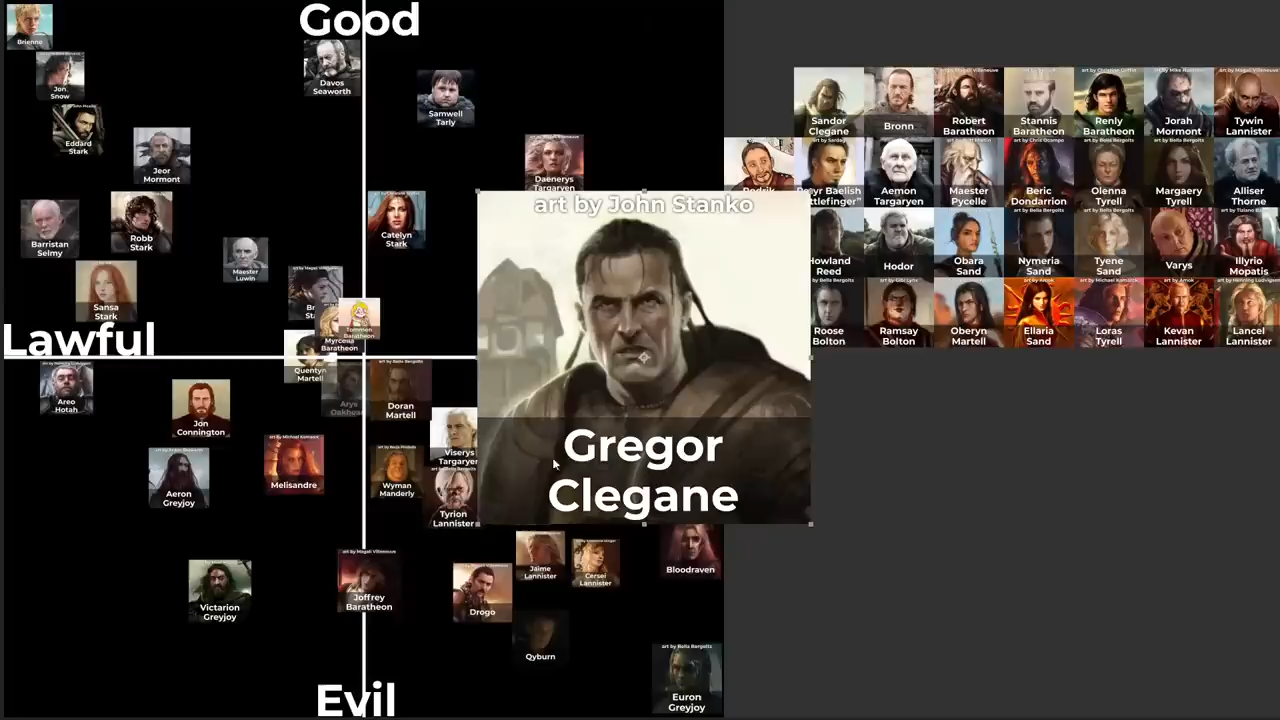 Good
Brienne
Jon
Snow
Eddard
Stark
Davos
Seaworth
Samwell
Tarly
Jeor
Mormont
Daenerys
Targaryen
Barristan
Selmy
Robb
Stark
Maester
Luwin
Catelyn
Stark
Sansa
Stark
Tommen
Baratheon
Myrcella
Baratheon
Lawful
Quentyn
Martell
Areo
Hotah
Jon
Connington
Arys
Doran
Martell
Viserys
Targaryen
Aeron
Greyjoy
Melisandre
Wyman
Manderly
Tyrion
Lannister
Jaime
Lannister
Cersei
Lannister
Bloodraven
Victarion
Greyjoy
Joffrey
Baratheon
Drogo
Qyburn
Euron
Greyjoy
Evil
art by John Stanko
Gregor
Clegane
Sandor
Clegane
Bronn
Robert
Baratheon
Stannis
Baratheon
Renly
Baratheon
Jorah
Mormont
Tywin
Lannister
Baelish
Aemon
Targaryen
Maester
Pycelle
Beric
Dondarrion
Olenna
Tyrell
Margaery
Tyrell
Alliser
Thorne
Howland
Reed
Hodor
Obara
Sand
Nymeria
Sand
Tyene
Sand
Varys
Illyrio
Mopatis
Roose
Bolton
Ramsay
Bolton
Oberyn
Martell
Ellaria
Sand
Loras
Tyrell
Kevan
Lannister
Lancel
Lannister